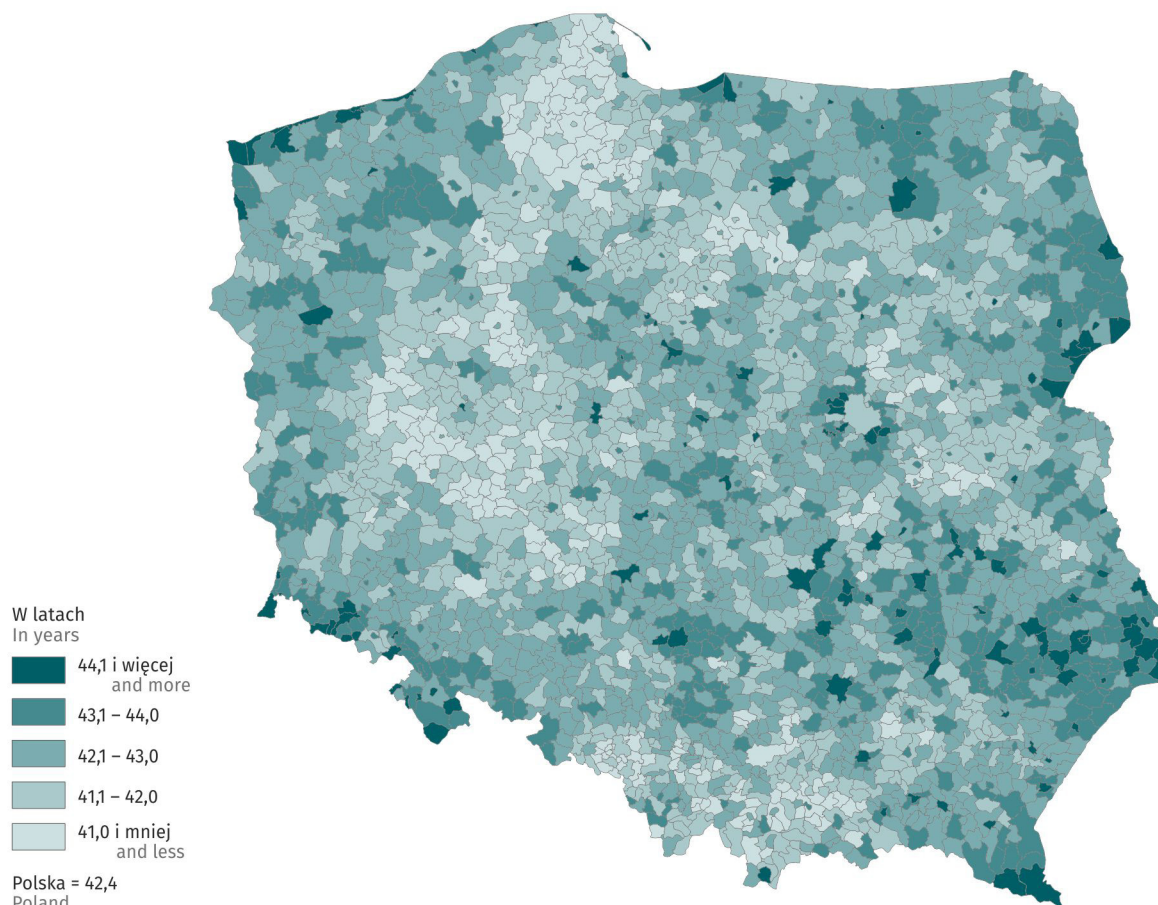 W latach
In years
44,1 i więcej
and more
43,1 – 44,0
42,1 – 43,0
41,1 – 42,0
41,0 i mniej
and less
Polska = 42,4
Poland